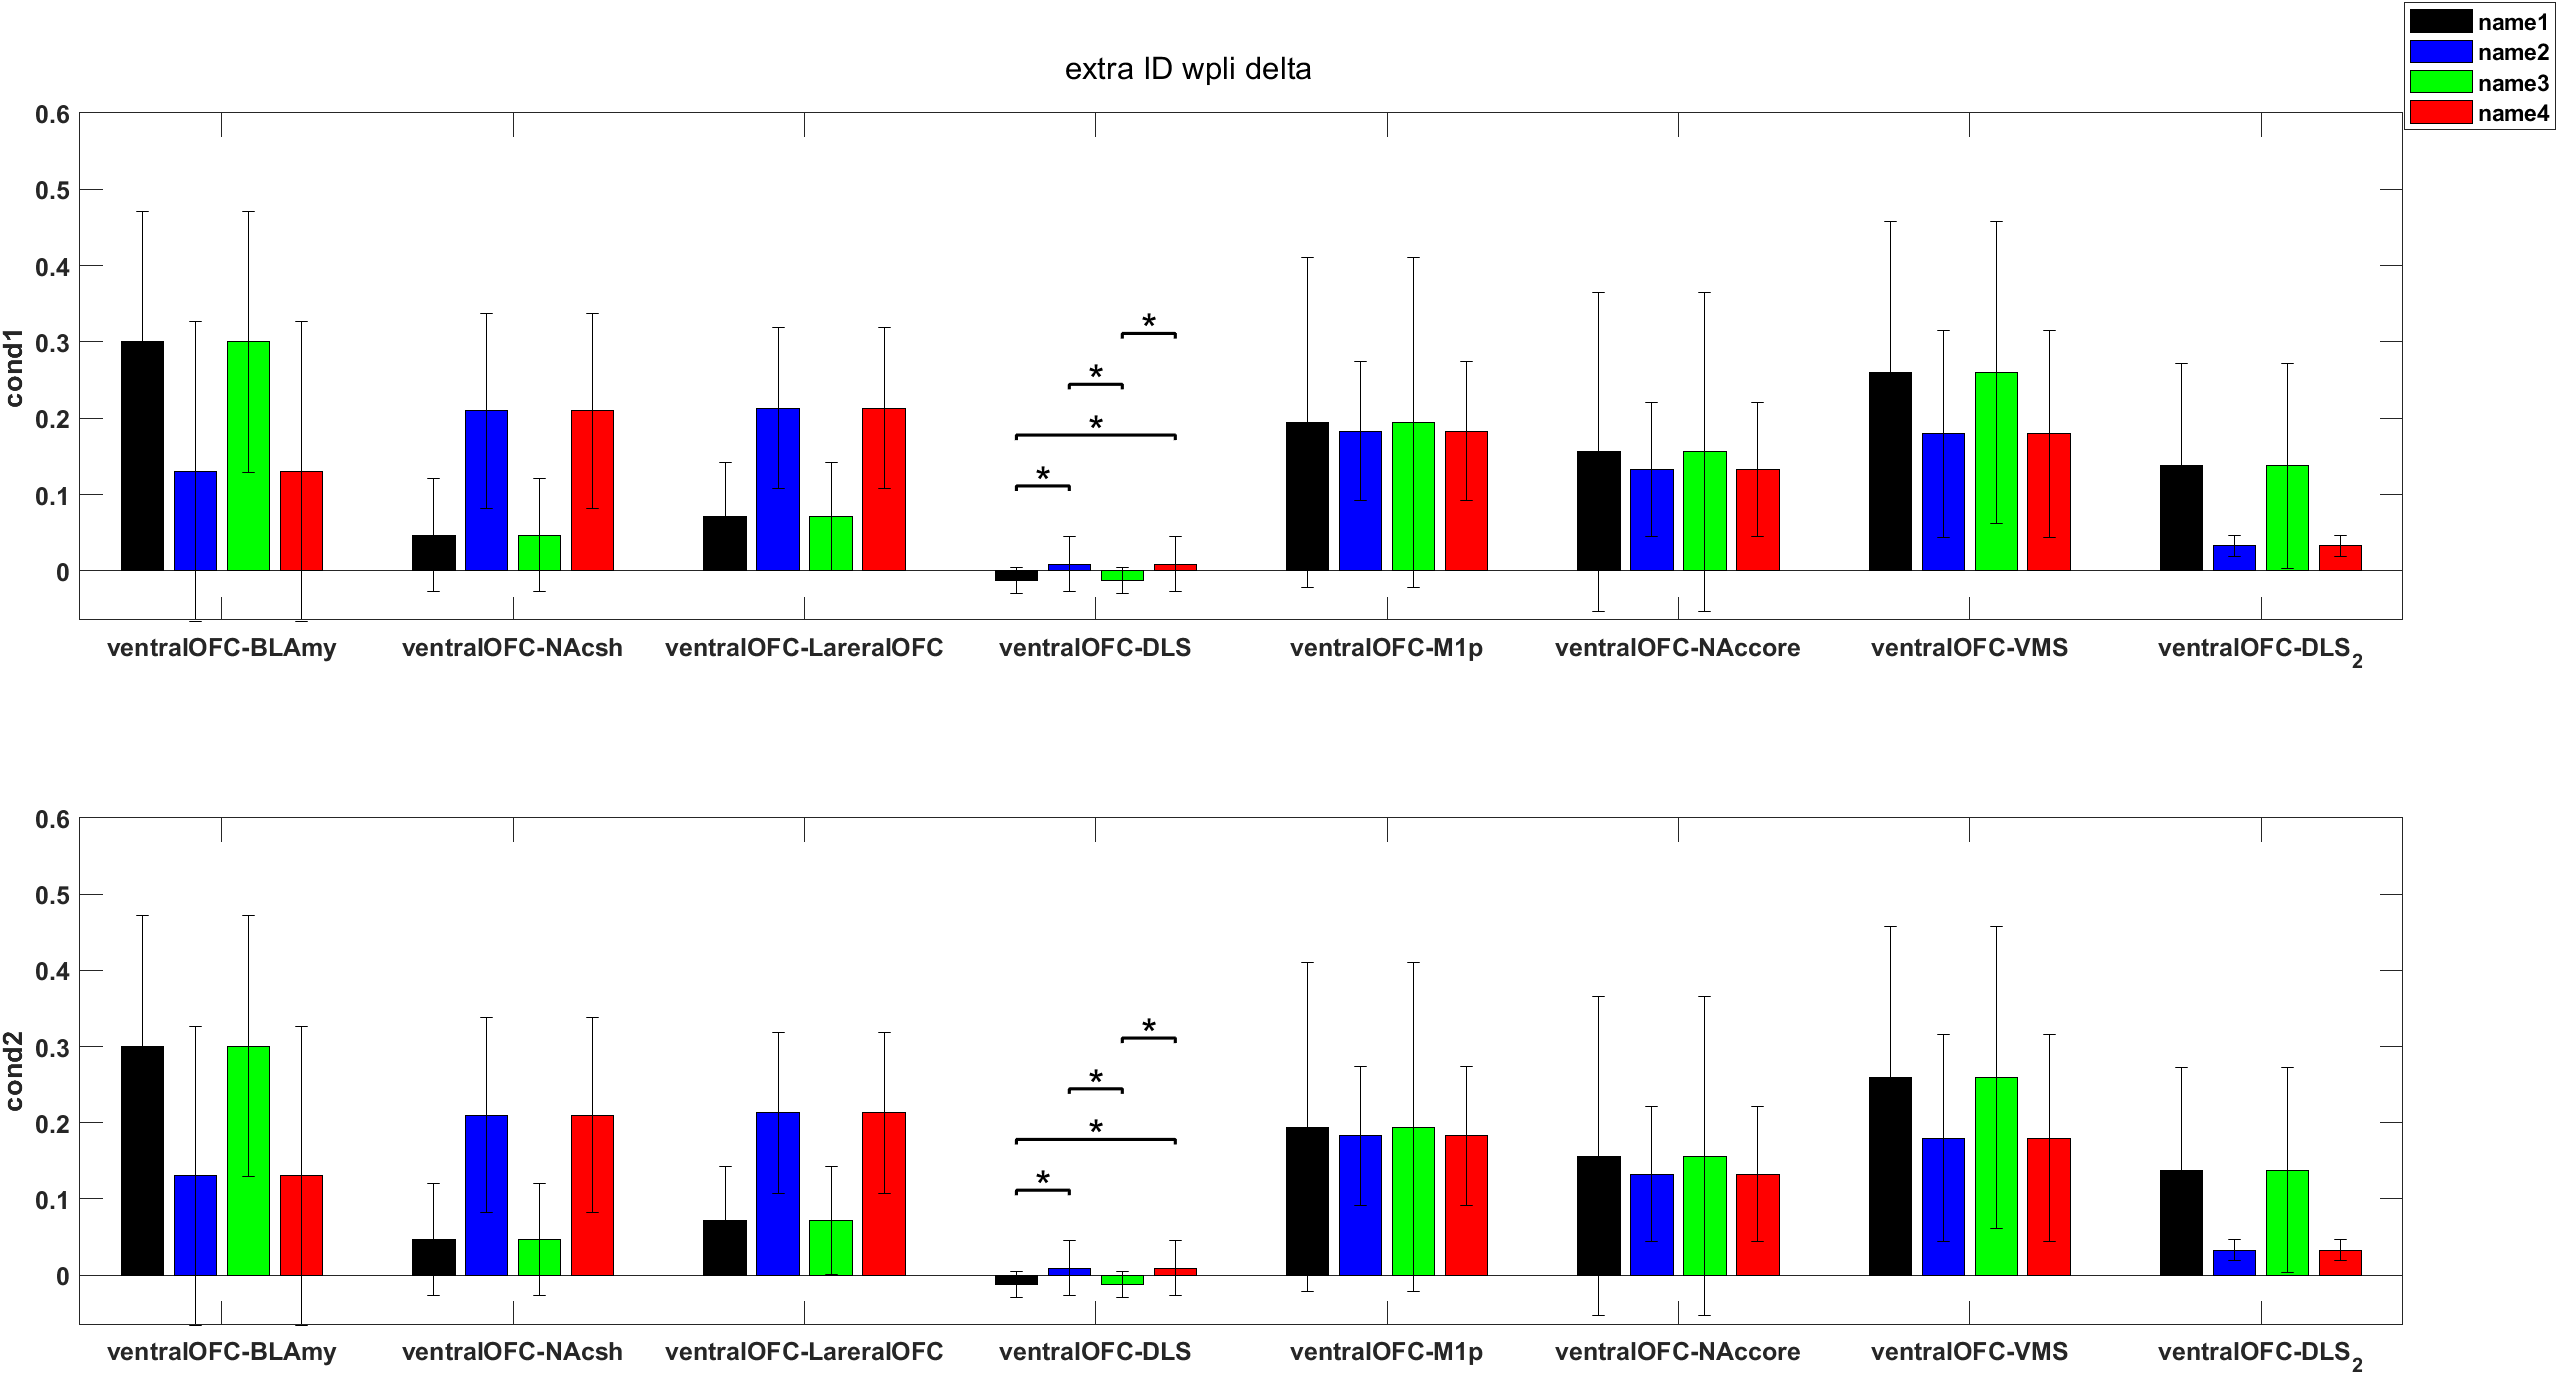 name1
name2
name3
name4
extra ID wpli delta
0.6
0.5
0.4
0.3
0.2
0.1
0
cond1
*
*
*
*
ventralOFC-BLAmy ventralOFC-NAcsh ventralOFC-LareralOFC ventralOFC-DLS ventralOFC-M1p ventralOFC-NAccore ventralOFC-VMS ventralOFC-DLS₂
0.6
0.5
0.4
0.3
0.2
0.1
0
cond2
*
*
*
*
ventralOFC-BLAmy ventralOFC-NAcsh ventralOFC-LareralOFC ventralOFC-DLS ventralOFC-M1p ventralOFC-NAccore ventralOFC-VMS ventralOFC-DLS₂